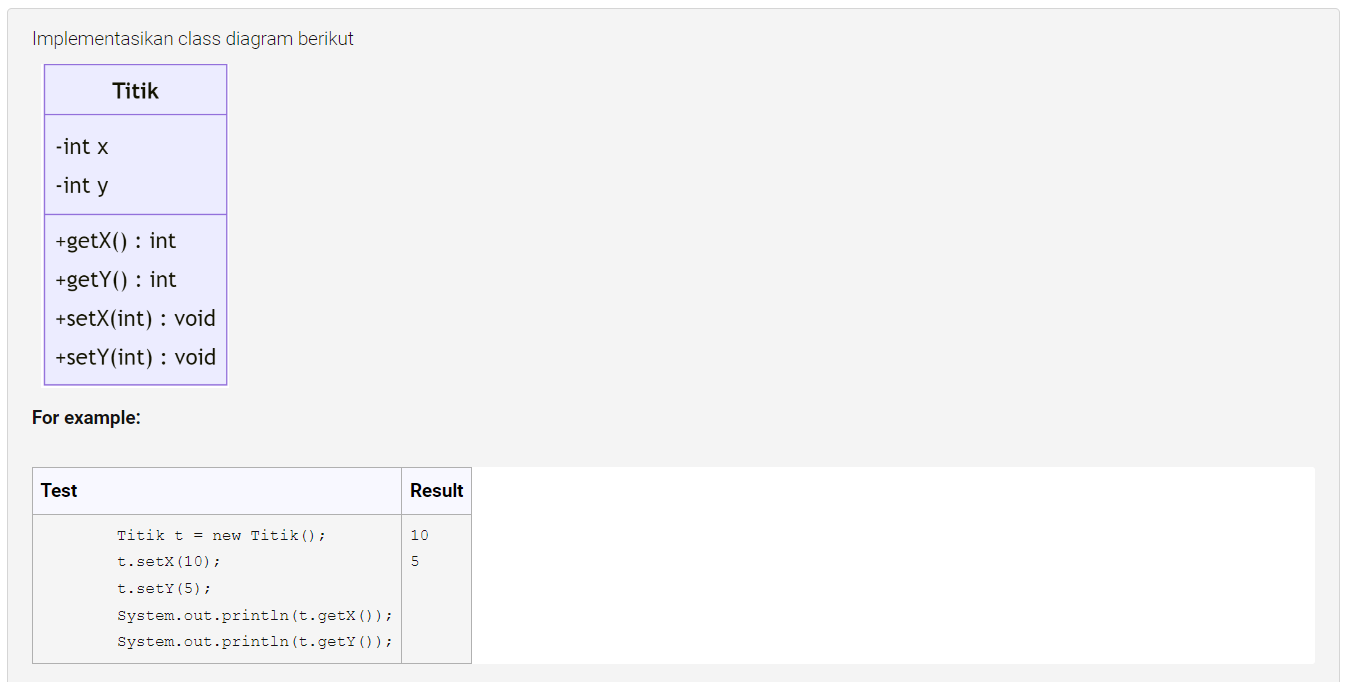 Implementasikan class diagram berikut
Titik
-int x
-int y
+getX() : int
+getY() : int
+setX(int) : void
+setY(int) : void
For example:
Test Result
Titik t = new Titik(); 10
t.setX(10); 5
t.setY(5);
System.out.println(t.getX());
System.out.println(t.getY());